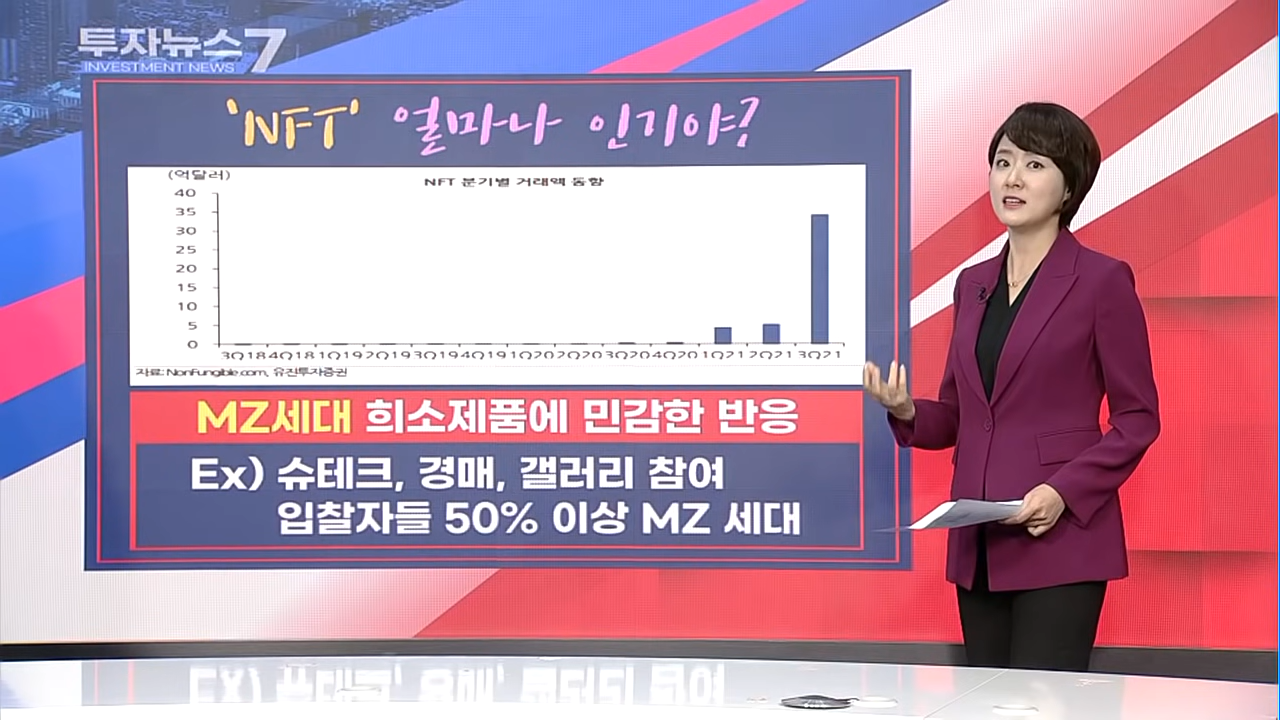 투자뉴스7
INVESTMENT NEWS
'NFT' 얼마나 인기야?
(억달러)
NFT 분기별 거래액 동향
40
35
30
25
20
15
10
5
0
3Q18 4Q18 1Q19 2Q19 3Q19 4Q19 1Q20 2Q20 3Q20 4Q20 1Q21 2Q21 3Q21
자료: NonFungible.com, 유진투자증권
MZ세대 희소제품에 민감한 반응
Ex) 슈테크, 경매, 갤러리 참여
입찰자들 50% 이상 MZ 세대